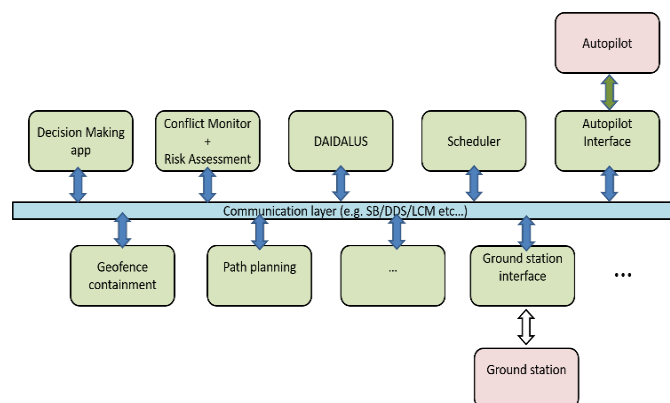 Autopilot
Decision Making
app
Conflict Monitor
+
Risk Assessment
DAIDALUS
Scheduler
Autopilot
Interface
Communication layer (e.g. SB/DDS/LCM etc...)
Geofence
containment
Path planning
...
Ground station
interface
...
Ground station